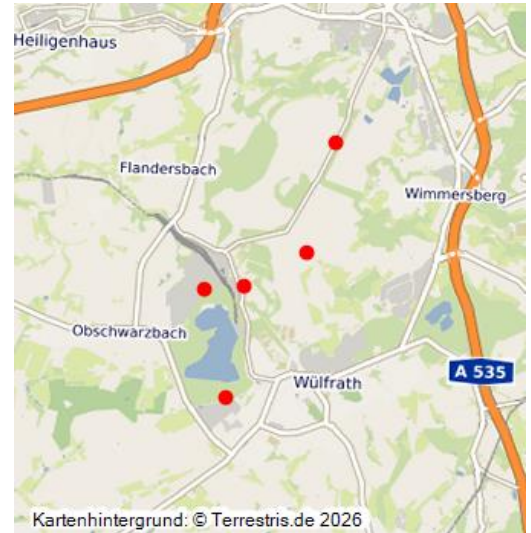 Heiligenhaus
Flandersbach
Wimmersberg
Obschwarzbach
A 535
Wülfrath
Kartenhintergrund: © Terrestris.de 2026